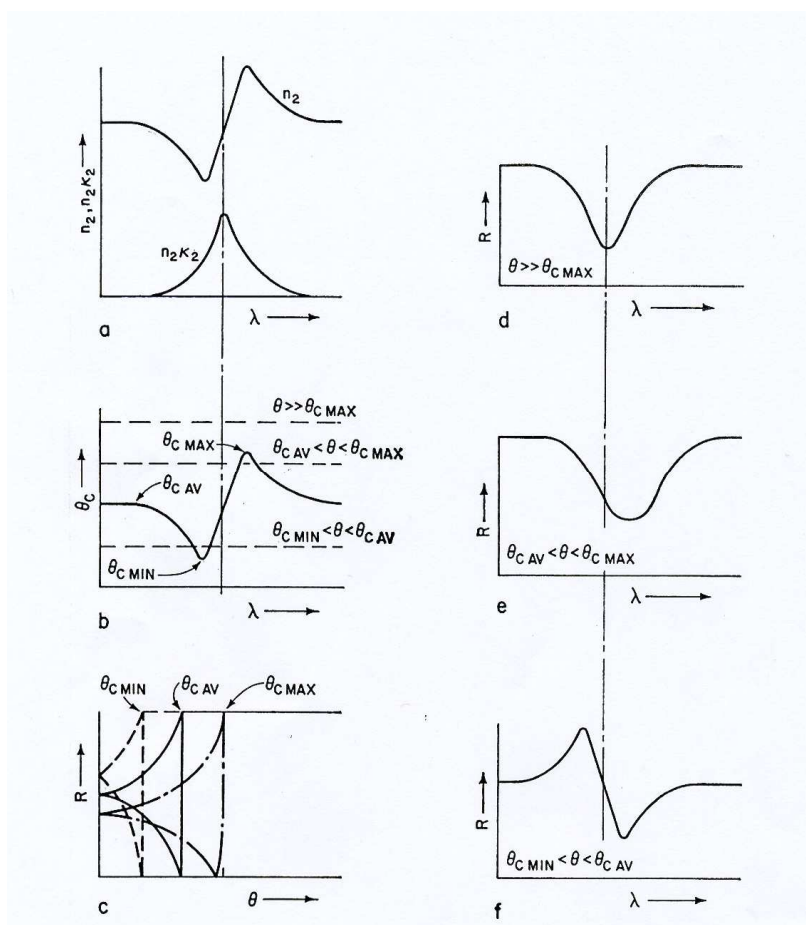 n₂
n₂, n₂κ₂
n₂κ₂
λ
a
θ>>θC MAX
θC MAX
θC AV<θ<θC MAX
θC
θC AV
θC MIN<θ<θC AV
θC MIN
λ
b
θC MIN
θC AV
θC MAX
R
θ
c
R
θ>>θC MAX
λ
d
R
θC AV<θ<θC MAX
λ
e
R
θC MIN<θ<θC AV
λ
f